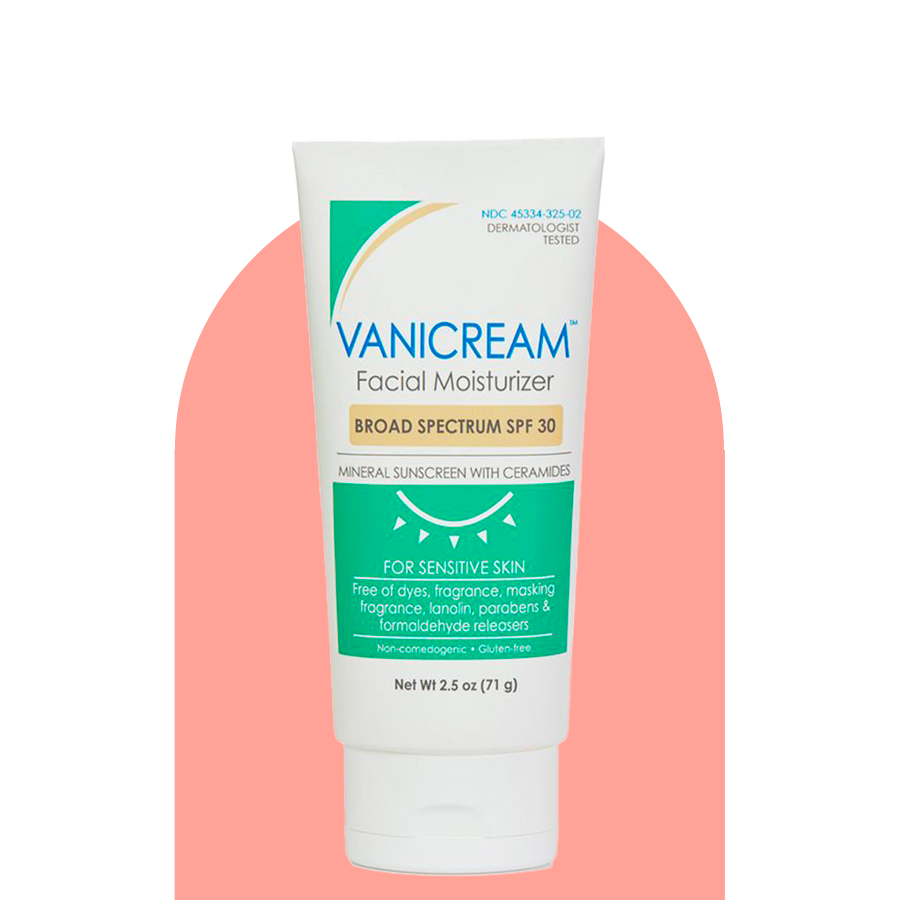 NDC 45334-325-02
DERMATOLOGIST
TESTED
VANICREAM™
Facial Moisturizer
BROAD SPECTRUM SPF 30
MINERAL SUNSCREEN WITH CERAMIDES
FOR SENSITIVE SKIN
Free of dyes, fragrance, masking
fragrance, lanolin, parabens &
formaldehyde releasers
Non-comedogenic • Gluten-free
Net Wt 2.5 oz (71 g)